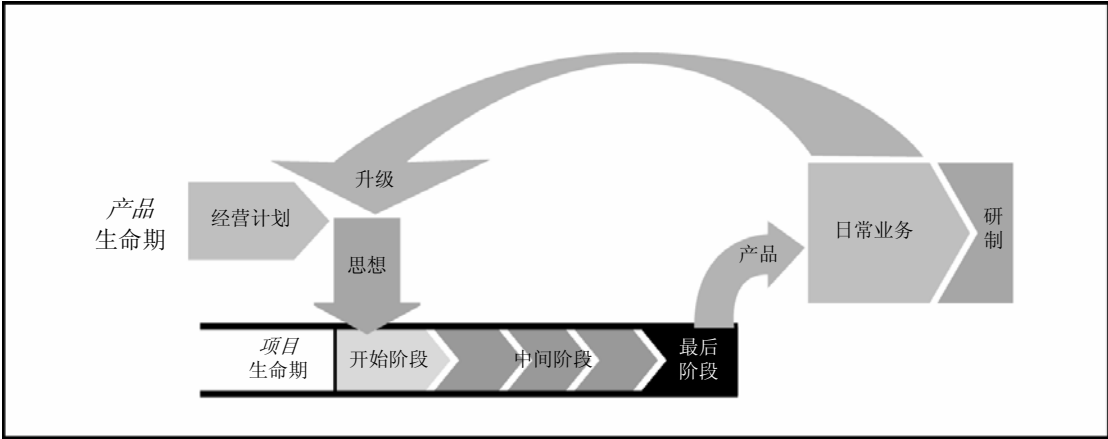 升级
产品
生命期
经营计划
思想
产品
日常业务
研
制
项目
生命期
开始阶段
中间阶段
最后
阶段